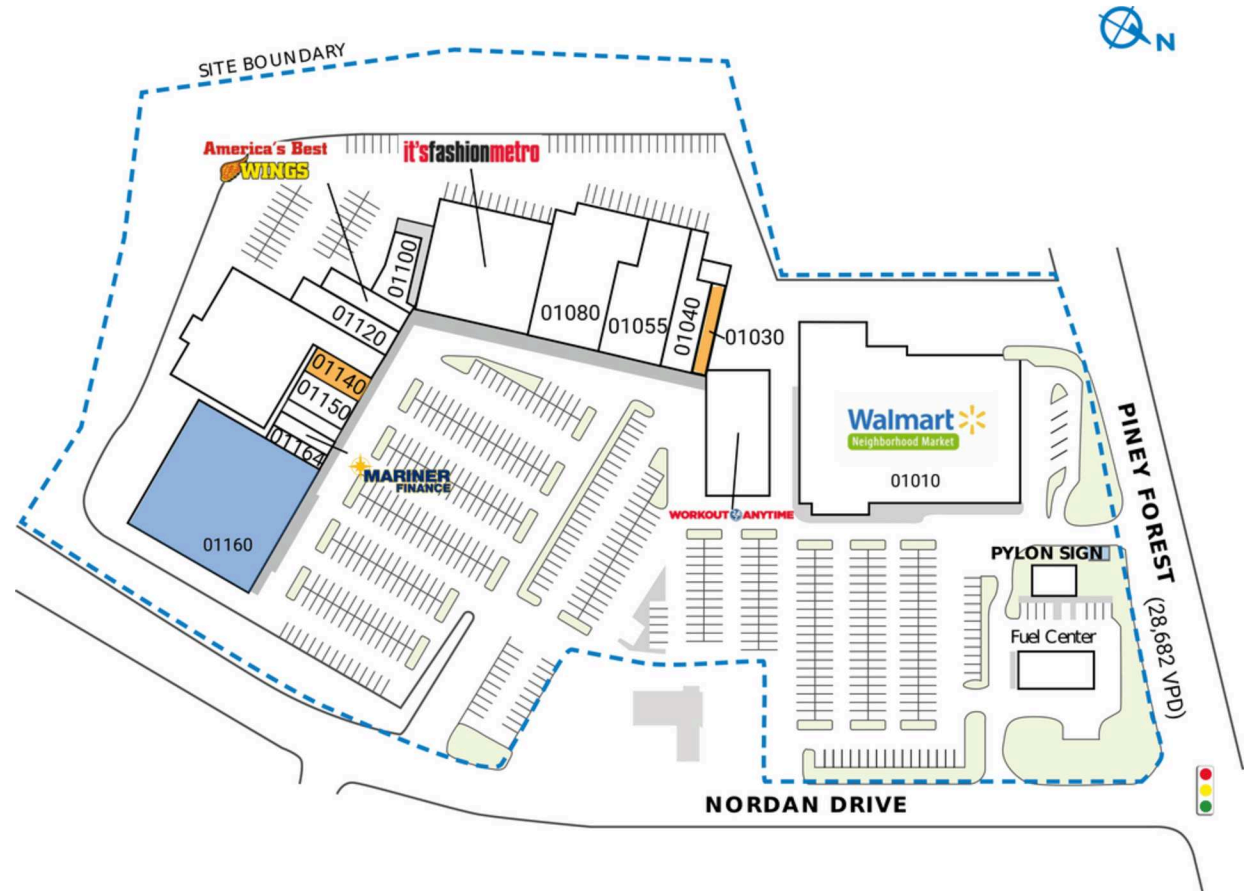 N
SITE BOUNDARY
America's Best
WINGS
it'sfashionmetro
01100
01120
01080
01055
01040
01030
01140
01150
01164
MARINER
FINANCE
01160
Walmart
Neighborhood Market
01010
WORKOUT ANYTIME
PYLON SIGN
Fuel Center
PINEY FOREST (28,682 VPD)
NORDAN DRIVE